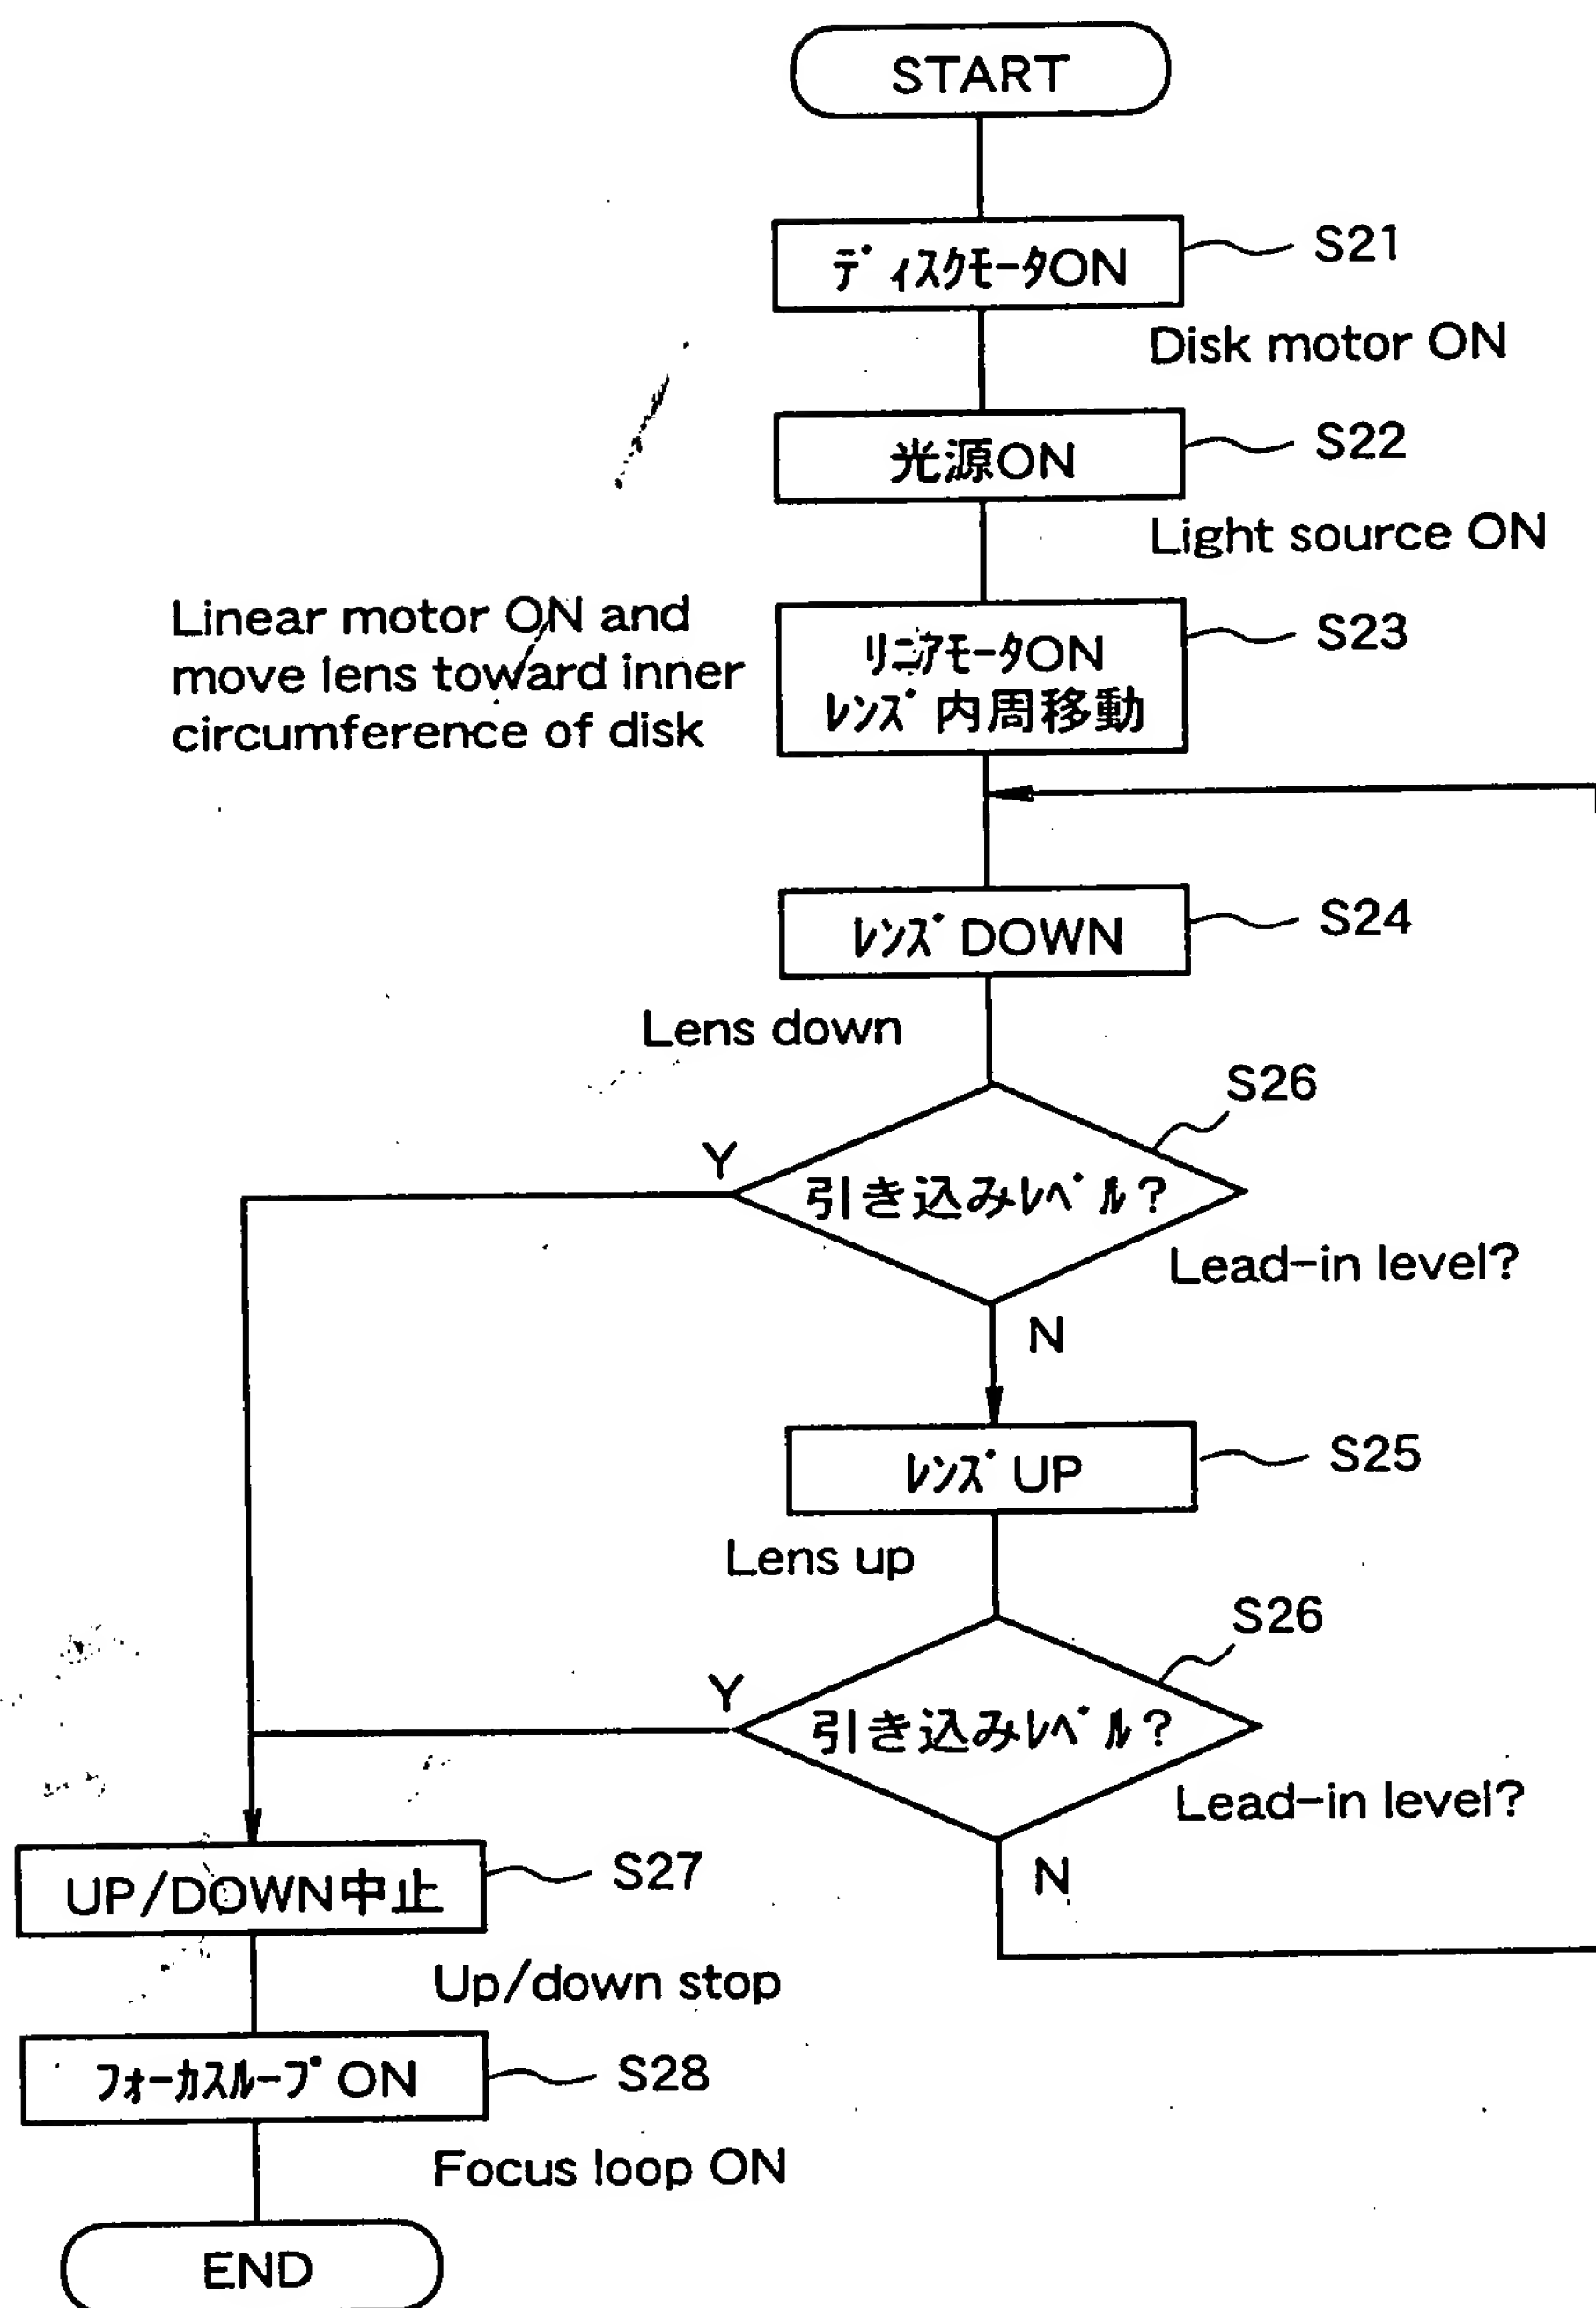 START
ディスクモータON
S21
Disk motor ON
光源ON
S22
Light source ON
Linear motor ON and
move lens toward inner
circumference of disk
リニアモータON
レンズ内周移動
S23
レンズDOWN
S24
Lens down
S26
Y
引き込みレベル?
Lead-in level?
N
レンズUP
S25
Lens up
S26
Y
引き込みレベル?
Lead-in level?
N
UP/DOWN中止
S27
Up/down stop
フォーカスループON
S28
Focus loop ON
END